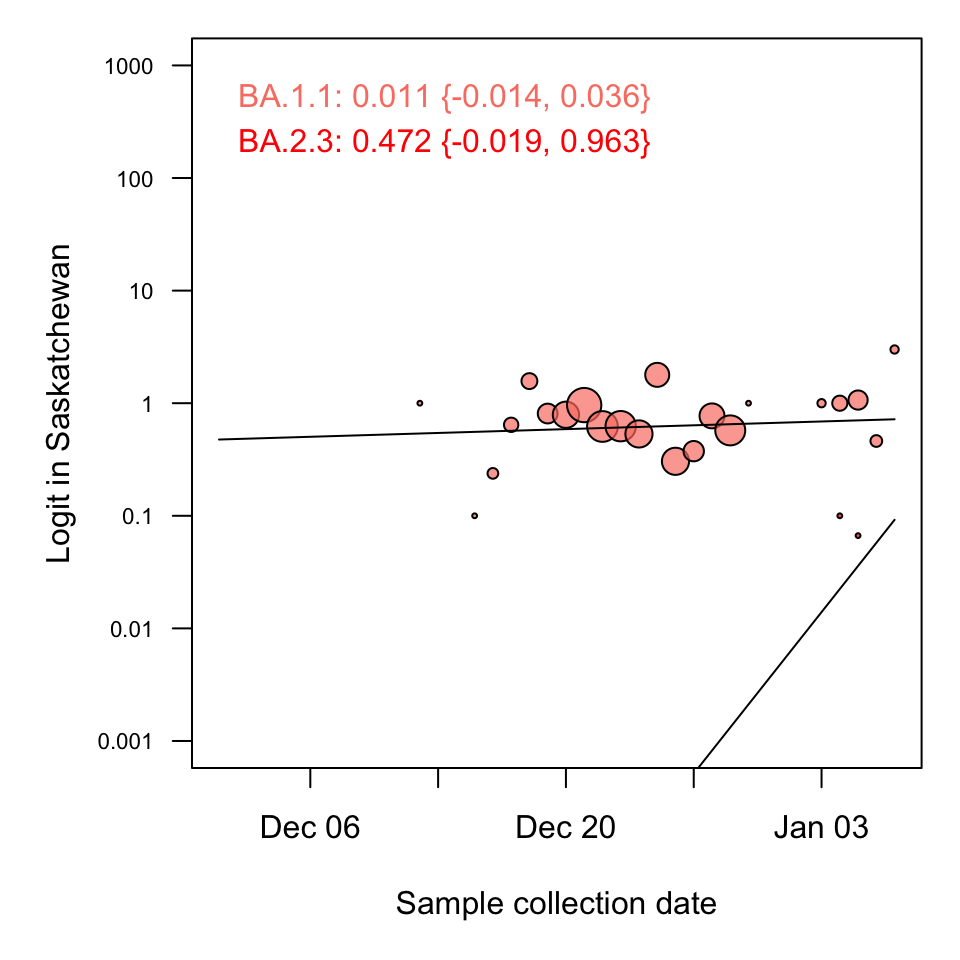 BA.1.1: 0.011 {-0.014, 0.036}
BA.2.3: 0.472 {-0.019, 0.963}
Logit in Saskatchewan
1000
100
10
1
0.1
0.01
0.001
Dec 06 Dec 20 Jan 03
Sample collection date